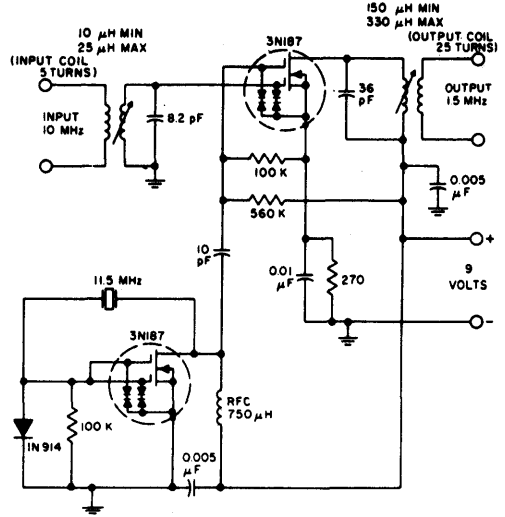 10 μH MIN
25 μH MAX
(INPUT COIL
5 TURNS)
150 μH MIN
330 μH MAX
(OUTPUT COIL
25 TURNS)
3N187
INPUT
10 MHz
8.2 pF
36
pF
OUTPUT
1.5 MHz
100 K
560 K
0.005
μF
10
pF
0.01
μF
270
+
9
VOLTS
–
11.5 MHz
3N187
RFC
750 μH
1N914
100 K
0.005
μF